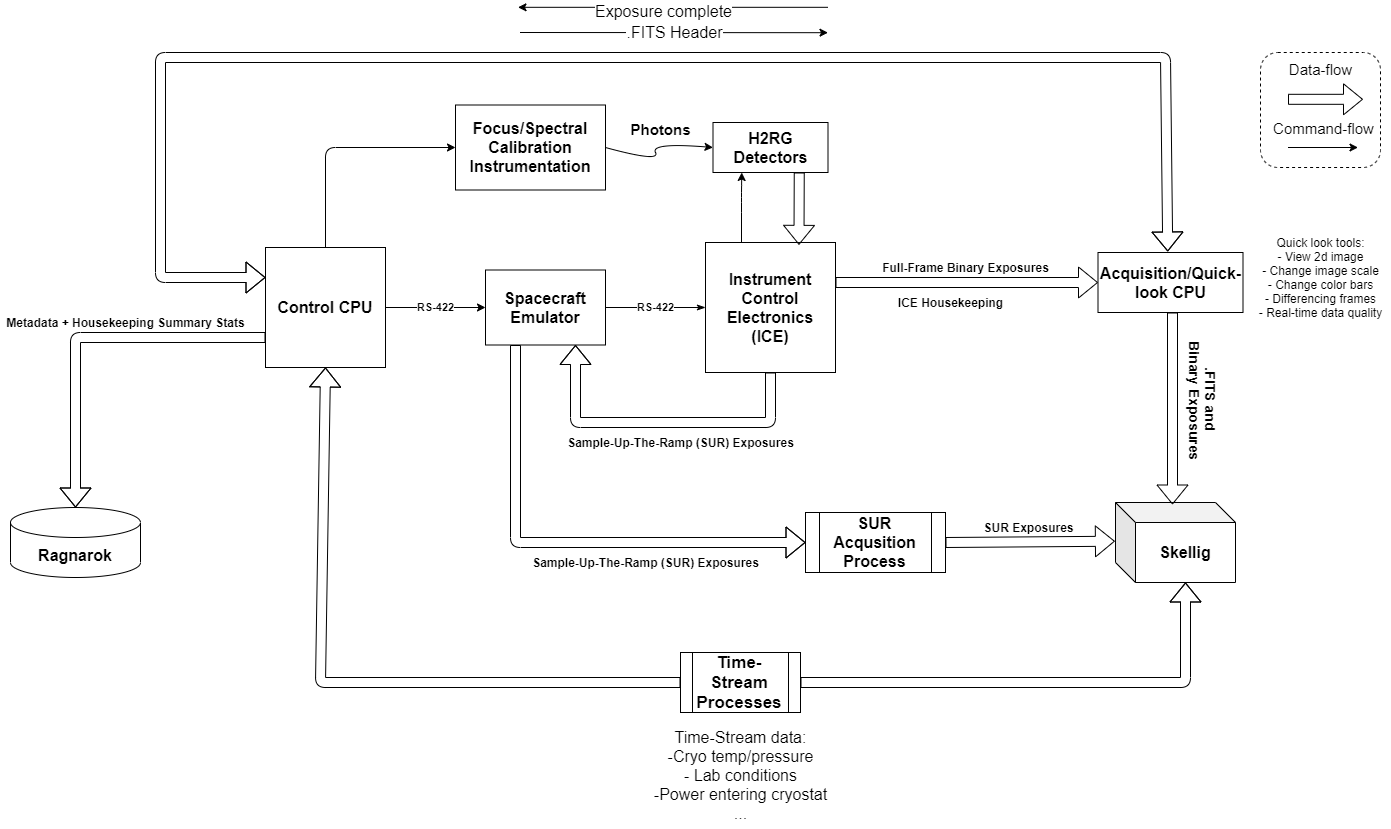 Exposure complete
.FITS Header
Data-flow
Command-flow
Focus/Spectral
Calibration
Instrumentation
Photons
H2RG
Detectors
Quick look tools:
- View 2d image
- Change image scale
- Change color bars
- Differencing frames
- Real-time data quality
Control CPU
RS-422
Spacecraft
Emulator
RS-422
Instrument
Control
Electronics
(ICE)
Full-Frame Binary Exposures
ICE Housekeeping
Acquisition/Quick-
look CPU
Metadata + Housekeeping Summary Stats
.FITS and
Binary Exposures
Sample-Up-The-Ramp (SUR) Exposures
Ragnarok
Sample-Up-The-Ramp (SUR) Exposures
SUR
Acqusition
Process
SUR Exposures
Skellig
Time-
Stream
Processes
Time-Stream data:
-Cryo temp/pressure
- Lab conditions
-Power entering cryostat
...